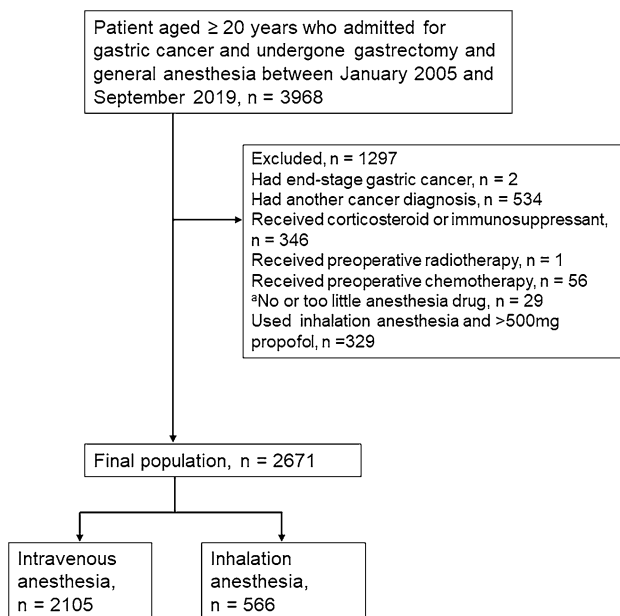 Patient aged ≥ 20 years who admitted for
gastric cancer and undergone gastrectomy and
general anesthesia between January 2005 and
September 2019, n = 3968
Excluded, n = 1297
Had end-stage gastric cancer, n = 2
Had another cancer diagnosis, n = 534
Received corticosteroid or immunosuppressant,
n = 346
Received preoperative radiotherapy, n = 1
Received preoperative chemotherapy, n = 56
ᵃNo or too little anesthesia drug, n = 29
Used inhalation anesthesia and >500mg
propofol, n =329
Final population, n = 2671
Intravenous
anesthesia,
n = 2105
Inhalation
anesthesia,
n = 566